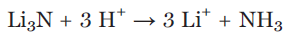 Li₃N + 3 H⁺ → 3 Li⁺ + NH₃